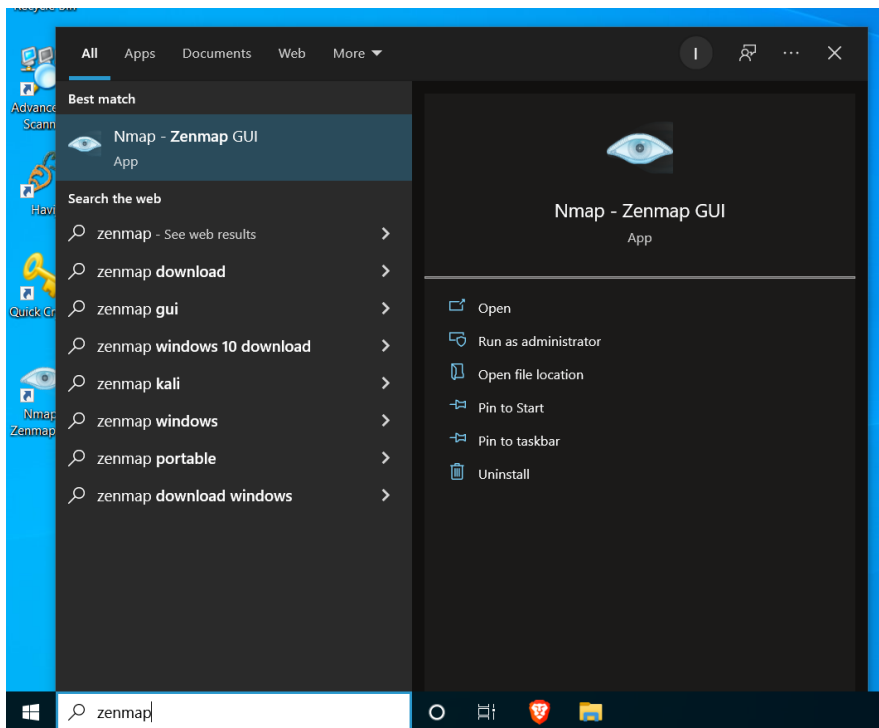 All Apps Documents Web More I
Best match
Nmap - Zenmap GUI
App
Search the web
zenmap - See web results
zenmap download
zenmap gui
zenmap windows 10 download
zenmap kali
zenmap windows
zenmap portable
zenmap download windows
Nmap - Zenmap GUI
App
Open
Run as administrator
Open file location
Pin to Start
Pin to taskbar
Uninstall
Advance
Scann
Havi
Quick Cr
Nmap
Zenmap
zenmap